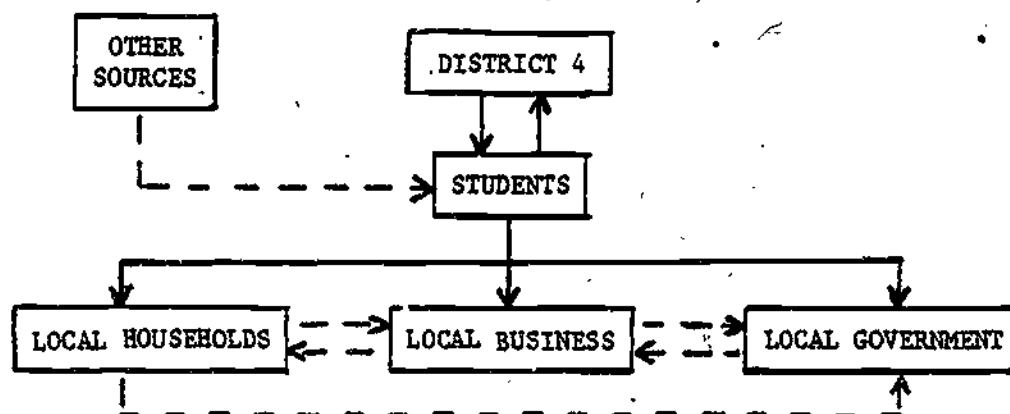 OTHER
SOURCES
DISTRICT 4
STUDENTS
LOCAL HOUSEHOLDS
LOCAL BUSINESS
LOCAL GOVERNMENT